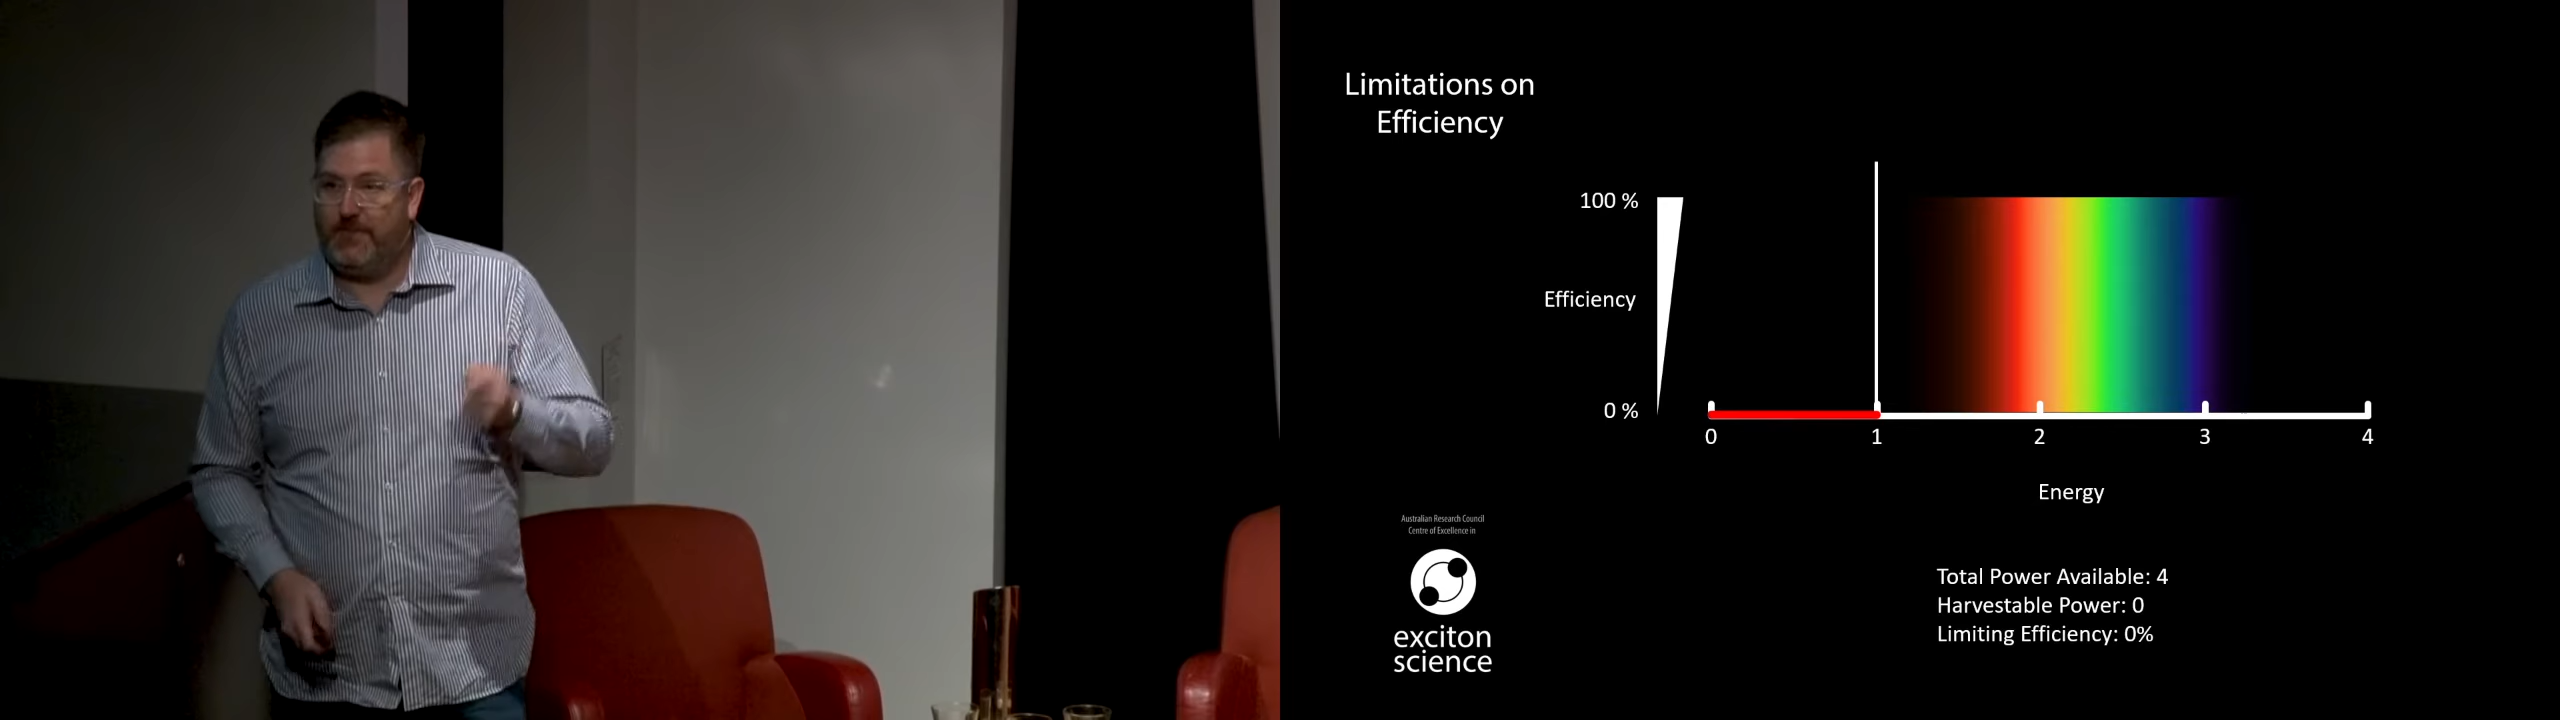 Limitations on
Efficiency
100 %
Efficiency
0 %
0 1 2 3 4
Energy
Australian Research Council
Centre of Excellence in
exciton
science
Total Power Available: 4
Harvestable Power: 0
Limiting Efficiency: 0%